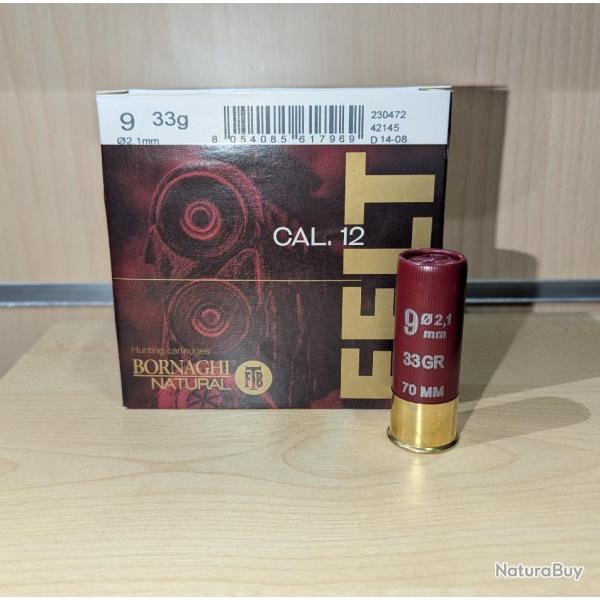 9 33g
Ø2,1mm
8 054085 617969
230472
42145
D 14-08
CAL. 12
FELT
Hunting cartridges
BORNAGHI
NATURAL
FTB
9 Ø2,1
mm
33GR
70 MM
NaturaBuy